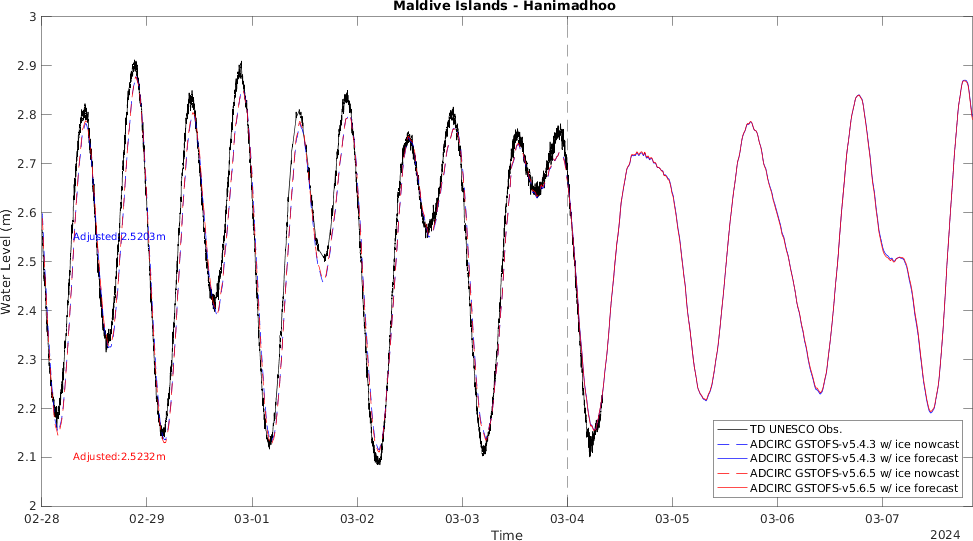 Maldive Islands - Hanimadhoo
3
2.9
2.8
2.7
2.6
2.5
2.4
2.3
2.2
2.1
2
Water Level (m)
Adjusted:2.5203m
Adjusted:2.5232m
TD UNESCO Obs.
ADCIRC GSTOFS-v5.4.3 w/ ice nowcast
ADCIRC GSTOFS-v5.4.3 w/ ice forecast
ADCIRC GSTOFS-v5.6.5 w/ ice nowcast
ADCIRC GSTOFS-v5.6.5 w/ ice forecast
02-28 02-29 03-01 03-02 03-03 03-04 03-05 03-06 03-07
Time
2024